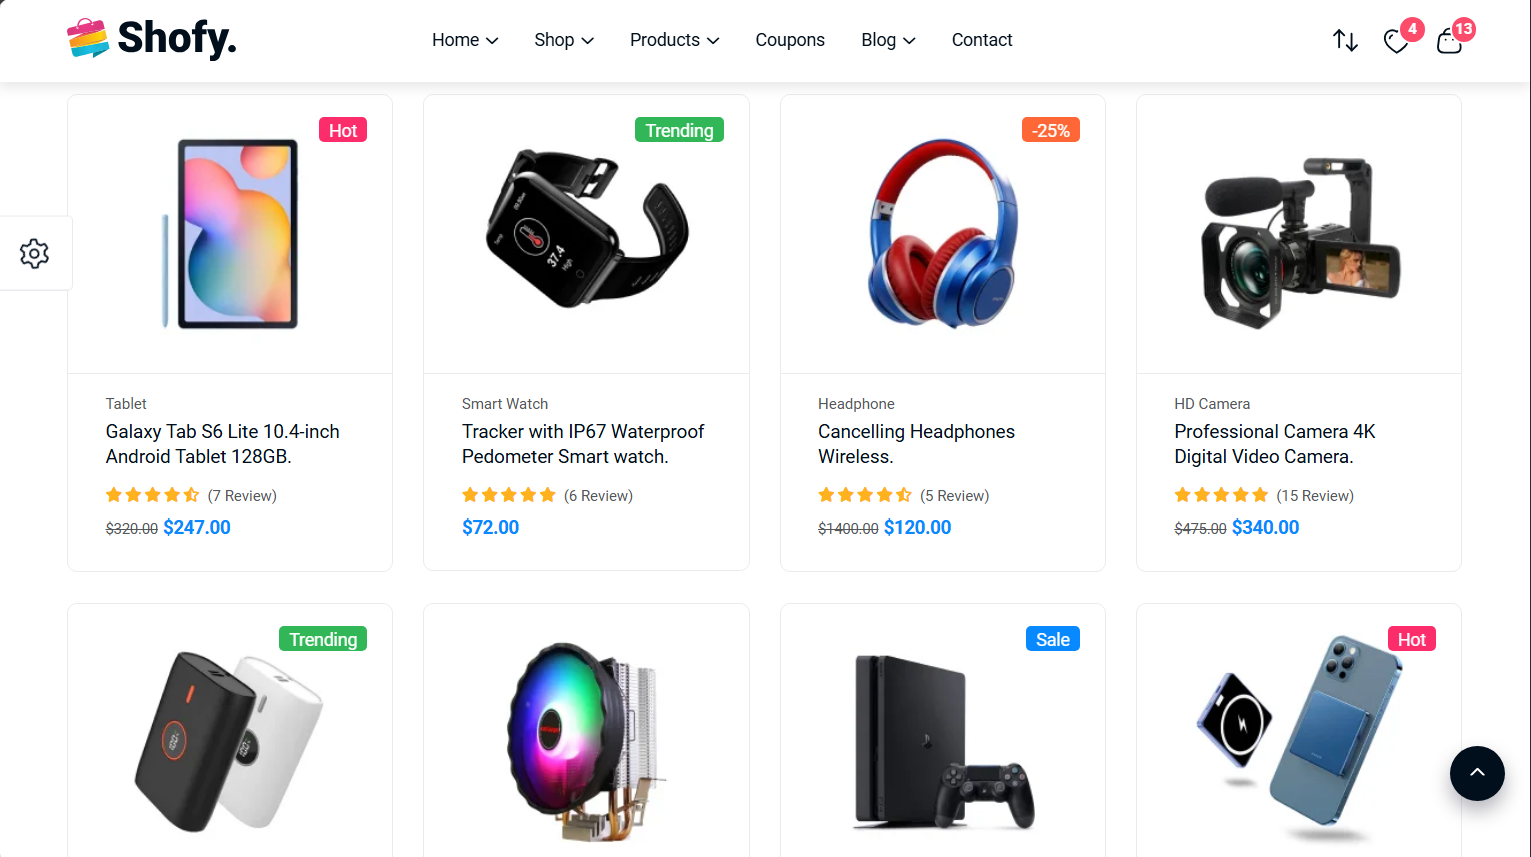 Shofy.
Home
Shop
Products
Coupons
Blog
Contact
4
13
Hot
Trending
-25%
37.4
High
Tablet
Galaxy Tab S6 Lite 10.4-inch
Android Tablet 128GB.
(7 Review)
$320.00 $247.00
Smart Watch
Tracker with IP67 Waterproof
Pedometer Smart watch.
(6 Review)
$72.00
Headphone
Cancelling Headphones
Wireless.
(5 Review)
$1400.00 $120.00
HD Camera
Professional Camera 4K
Digital Video Camera.
(15 Review)
$475.00 $340.00
Trending
Sale
Hot